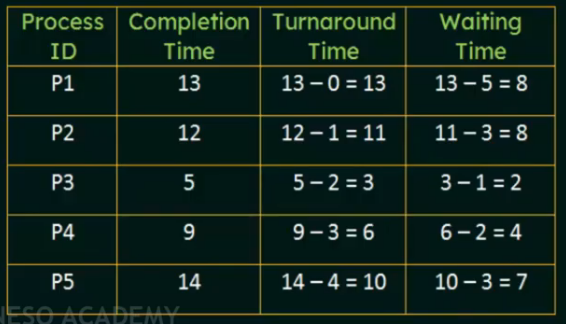 Process ID Completion Time Turnaround Time Waiting Time
P1 13 13 – 0 = 13 13 – 5 = 8
P2 12 12 – 1 = 11 11 – 3 = 8
P3 5 5 – 2 = 3 3 – 1 = 2
P4 9 9 – 3 = 6 6 – 2 = 4
P5 14 14 – 4 = 10 10 – 3 = 7
NESO ACADEMY